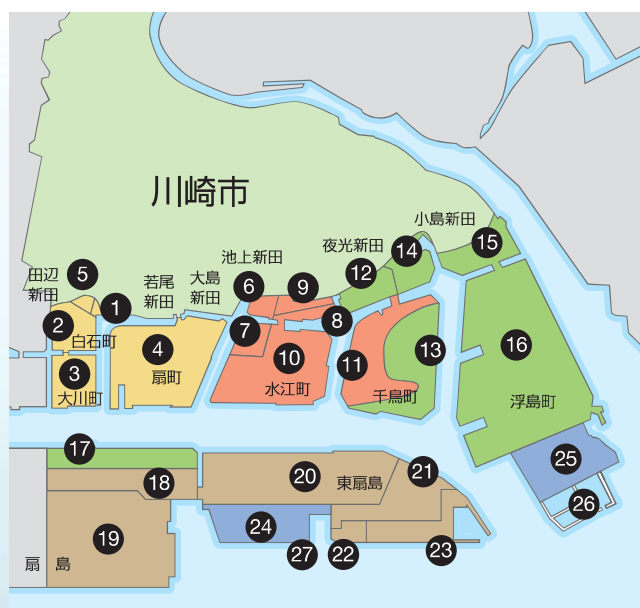 川崎市
小島新田
夜光新田
14
15
池上新田
12
田辺
新田
5
若尾
新田
大島
新田
6
9
1
2
白石町
7
8
4
10
11
13
16
3
扇町
水江町
千鳥町
浮島町
大川町
17
18
20
東扇島
21
25
26
19
24
扇島
27
22
23